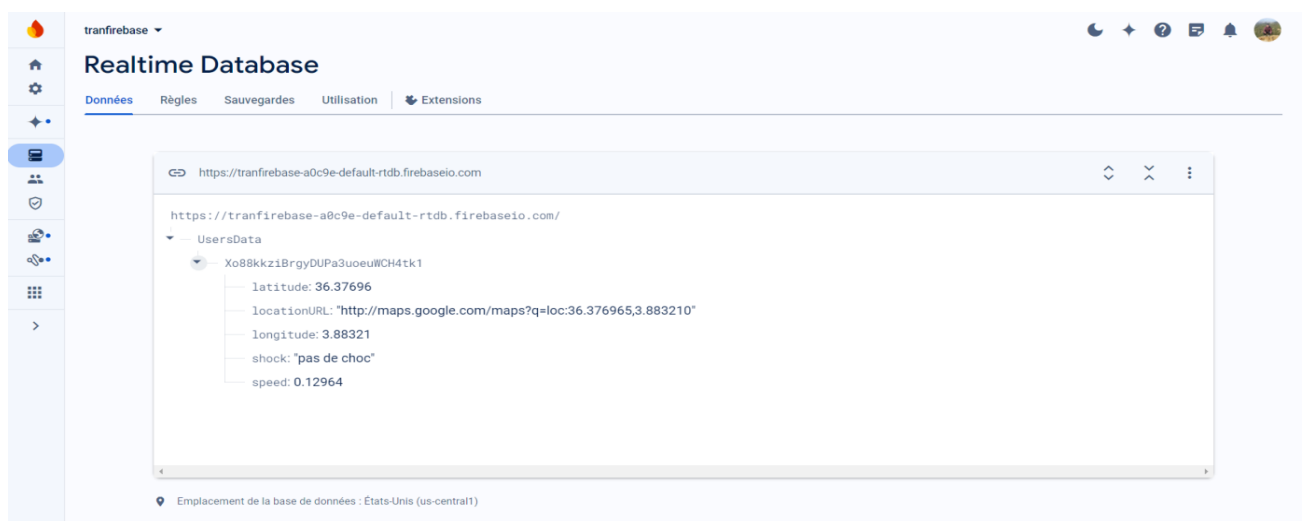 tranfirebase
Realtime Database
Données Règles Sauvegardes Utilisation Extensions
https://tranfirebase-a0c9e-default-rtdb.firebaseio.com
https://tranfirebase-a0c9e-default-rtdb.firebaseio.com/
UsersData
Xo88kkziBrgyDUPa3uoeuWCH4tk1
latitude: 36.37696
locationURL: "http://maps.google.com/maps?q=loc:36.376965,3.883210"
longitude: 3.88321
shock: "pas de choc"
speed: 0.12964
Emplacement de la base de données : États-Unis (us-central1)